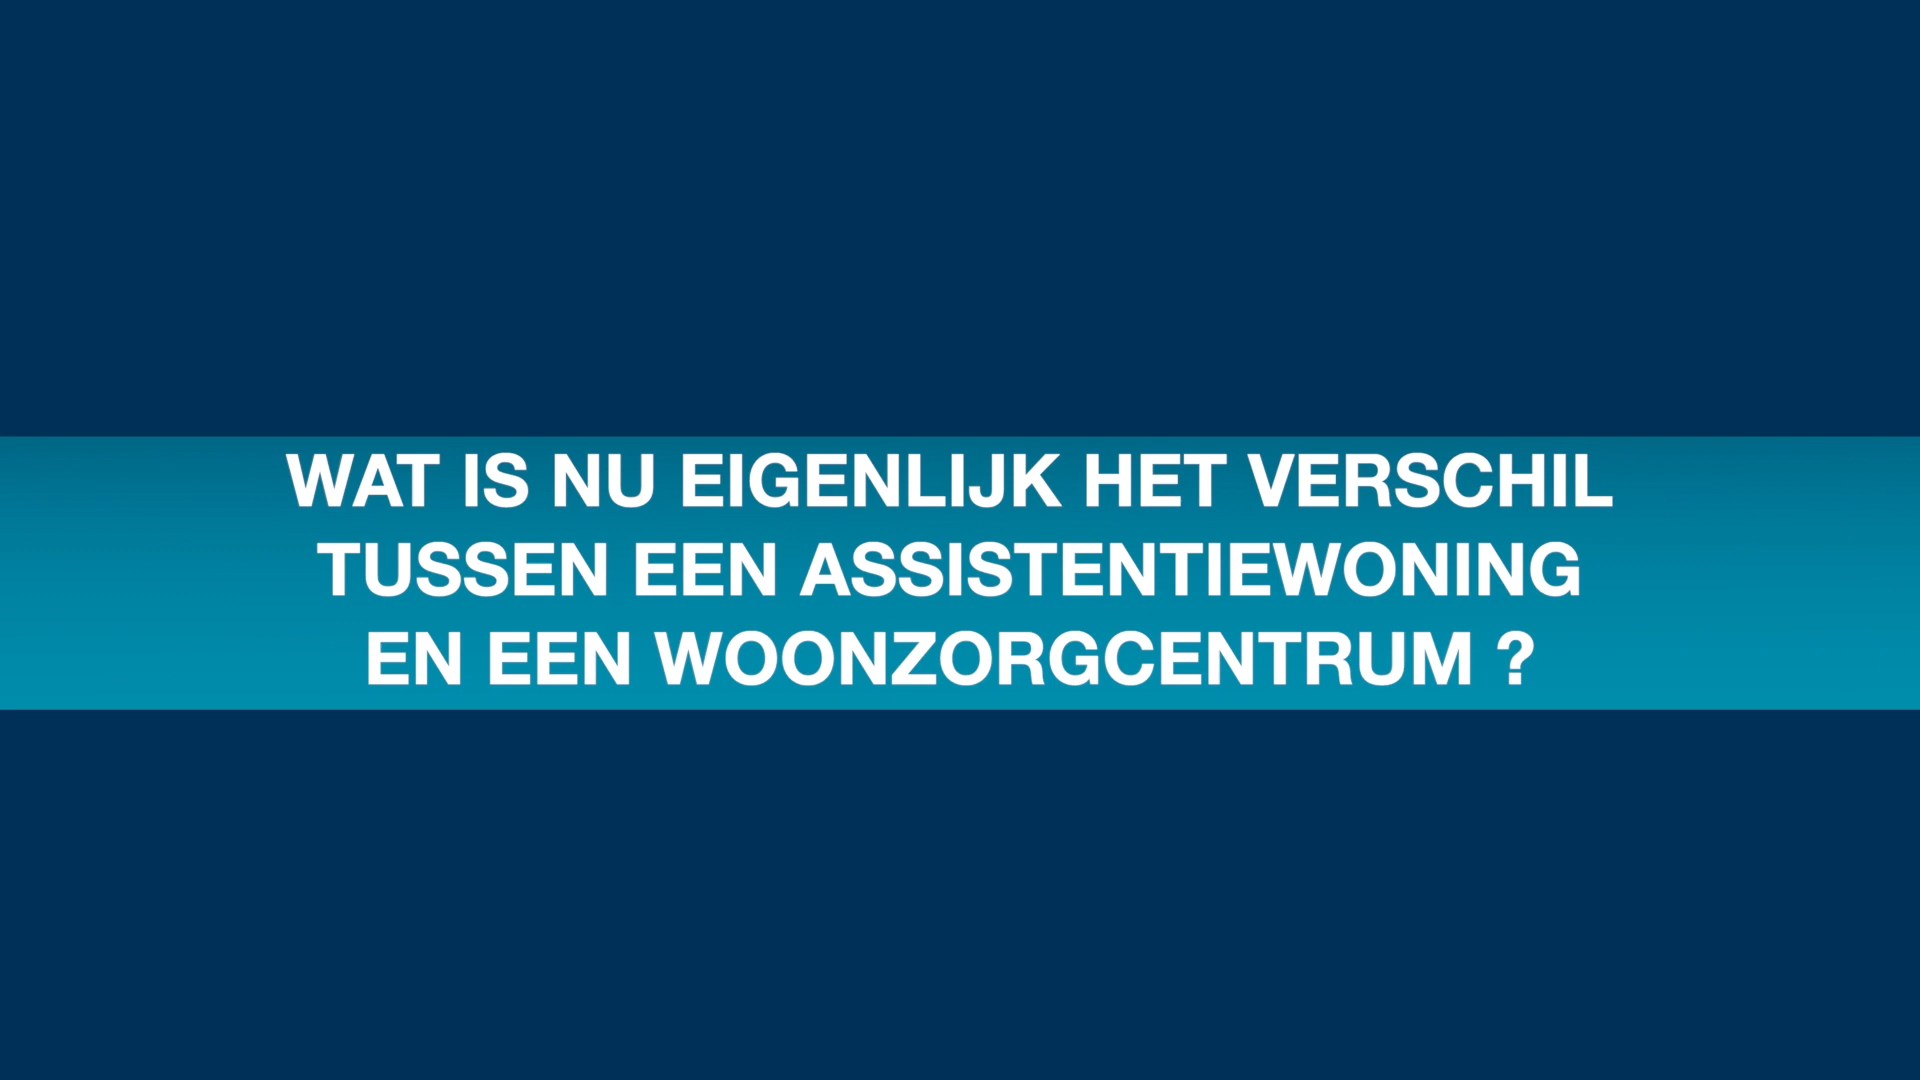 WAT IS NU EIGENLIJK HET VERSCHIL
TUSSEN EEN ASSISTENTIEWONING
EN EEN WOONZORGCENTRUM ?